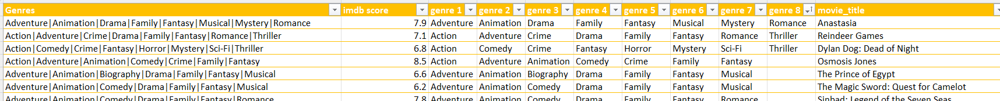 Genres imdb score genre 1 genre 2 genre 3 genre 4 genre 5 genre 6 genre 7 genre 8 movie_title
Adventure|Animation|Drama|Family|Fantasy|Musical|Mystery|Romance 7.9 Adventure Animation Drama Family Fantasy Musical Mystery Romance Anastasia
Action|Adventure|Crime|Drama|Family|Fantasy|Romance|Thriller 7.1 Action Adventure Crime Drama Family Fantasy Romance Thriller Reindeer Games
Action|Comedy|Crime|Fantasy|Horror|Mystery|Sci-Fi|Thriller 6.8 Action Comedy Crime Fantasy Horror Mystery Sci-Fi Thriller Dylan Dog: Dead of Night
Action|Adventure|Animation|Comedy|Crime|Family|Fantasy 8.5 Action Adventure Animation Comedy Crime Family Fantasy Osmosis Jones
Adventure|Animation|Biography|Drama|Family|Fantasy|Musical 6.6 Adventure Animation Biography Drama Family Fantasy Musical The Prince of Egypt
Adventure|Animation|Comedy|Drama|Family|Fantasy|Musical 6.2 Adventure Animation Comedy Drama Family Fantasy Musical The Magic Sword: Quest for Camelot
Adventure|Animation|Comedy|Drama|Family|Fantasy|Romance 7.8 Adventure Animation Comedy Drama Family Fantasy Romance Sinbad: Legend of the Seven Seas